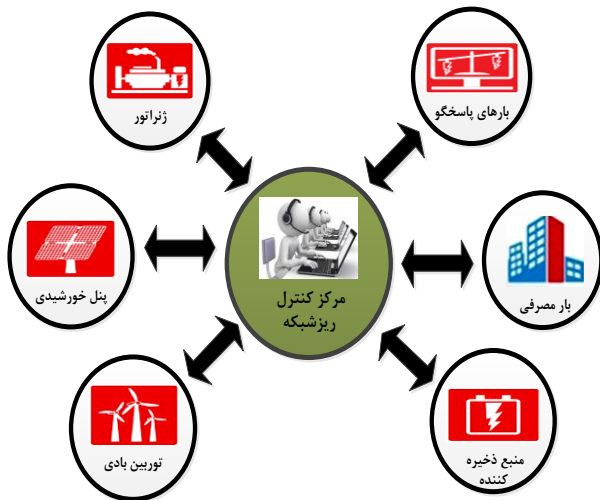 ژنراتور
بارهای پاسخگو
پنل خورشیدی
مرکز کنترل
ریزشبکه
بار مصرفی
توربین بادی
منبع ذخیره
کننده